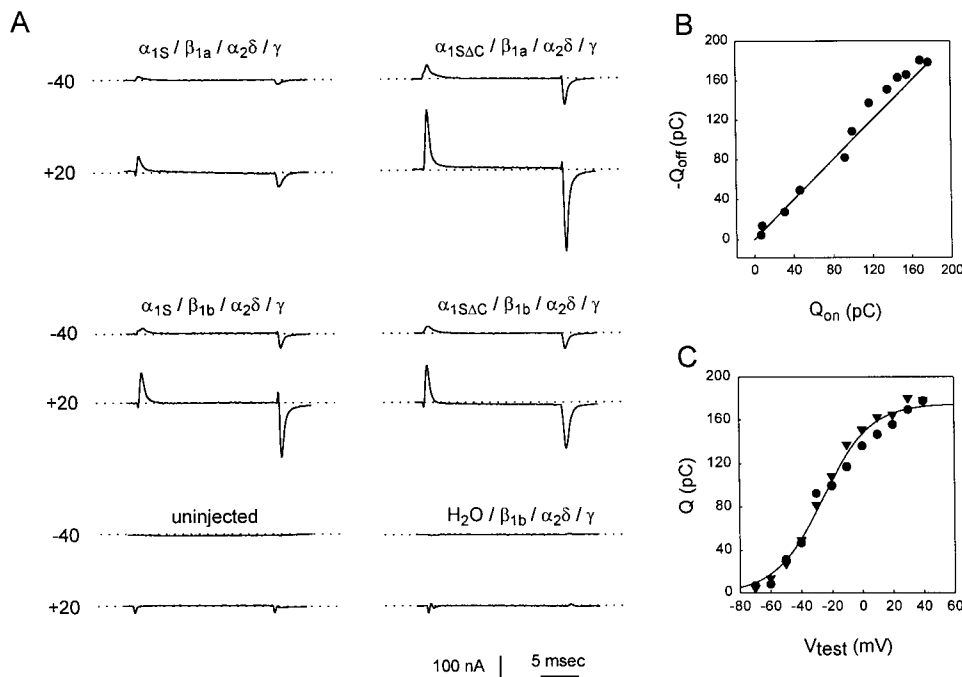 A
α1S / β1a / α2δ / γ
α1SΔC / β1a / α2δ / γ
-40
+20
α1S / β1b / α2δ / γ
α1SΔC / β1b / α2δ / γ
-40
+20
uninjected
H2O / β1b / α2δ / γ
-40
+20
100 nA
5 msec
B
200
160
120
80
40
0
-Qoff (pC)
0 40 80 120 160 200
Qon (pC)
C
200
160
120
80
40
0
Q (pC)
-80 -60 -40 -20 0 20 40 60
Vtest (mV)